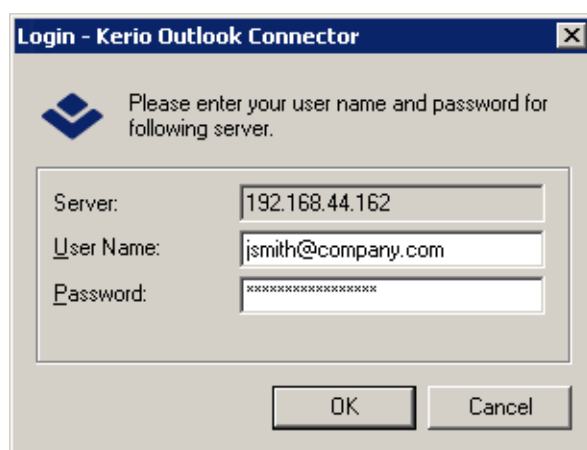 Login - Kerio Outlook Connector
Please enter your user name and password for
following server.
Server: 192.168.44.162
User Name: jsmith@company.com
Password: *****************
OK Cancel